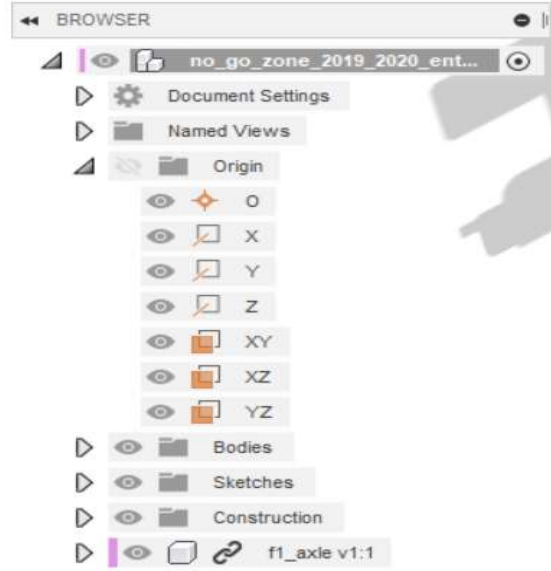 BROWSER
no_go_zone_2019_2020_ent...
Document Settings
Named Views
Origin
O
X
Y
Z
XY
XZ
YZ
Bodies
Sketches
Construction
f1_axle v1:1